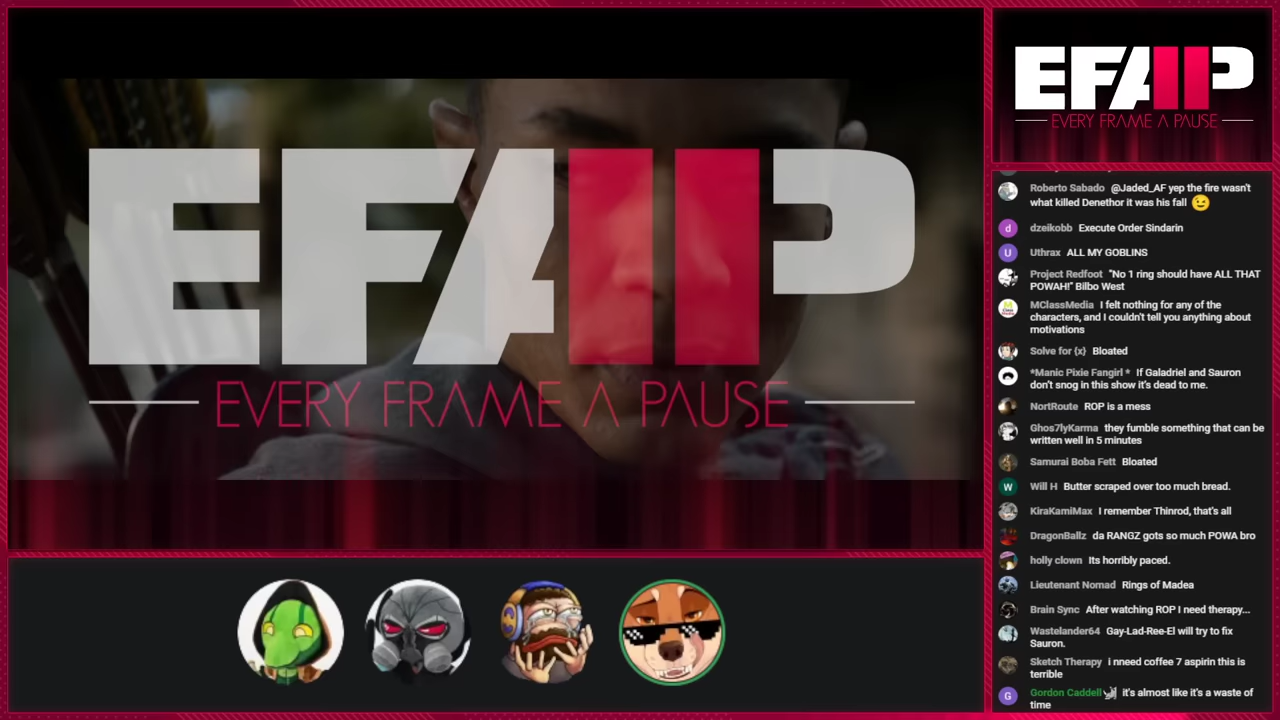 EFAP
EVERY FRAME A PAUSE
EFAP
EVERY FRAME A PAUSE
Roberto Sabado @Jaded_AF yep the fire wasn't
what killed Denethor it was his fall 😉
d
dzeikobb Execute Order Sindarin
U
Uthrax ALL MY GOBLINS
Project Redfoot "No 1 ring should have ALL THAT
POWAH!" Bilbo West
MClassMedia I felt nothing for any of the
characters, and I couldn't tell you anything about
motivations
Solve for {x} Bloated
*Manic Pixie Fangirl * If Galadriel and Sauron
don't snog in this show it's dead to me.
NortRoute ROP is a mess
Ghos7lyKarma they fumble something that can be
written well in 5 minutes
Samurai Boba Fett Bloated
W
Will H Butter scraped over too much bread.
KiraKamiMax I remember Thinrod, that's all
DragonBallz da RANGZ gots so much POWA bro
holly clown Its horribly paced.
Lieutenant Nomad Rings of Madea
Brain Sync After watching ROP I need therapy...
Wastelander64 Gay-Lad-Ree-El will try to fix
Sauron.
Sketch Therapy i nneed coffee 7 aspirin this is
terrible
G
Gordon Caddell it's almost like it's a waste of
time